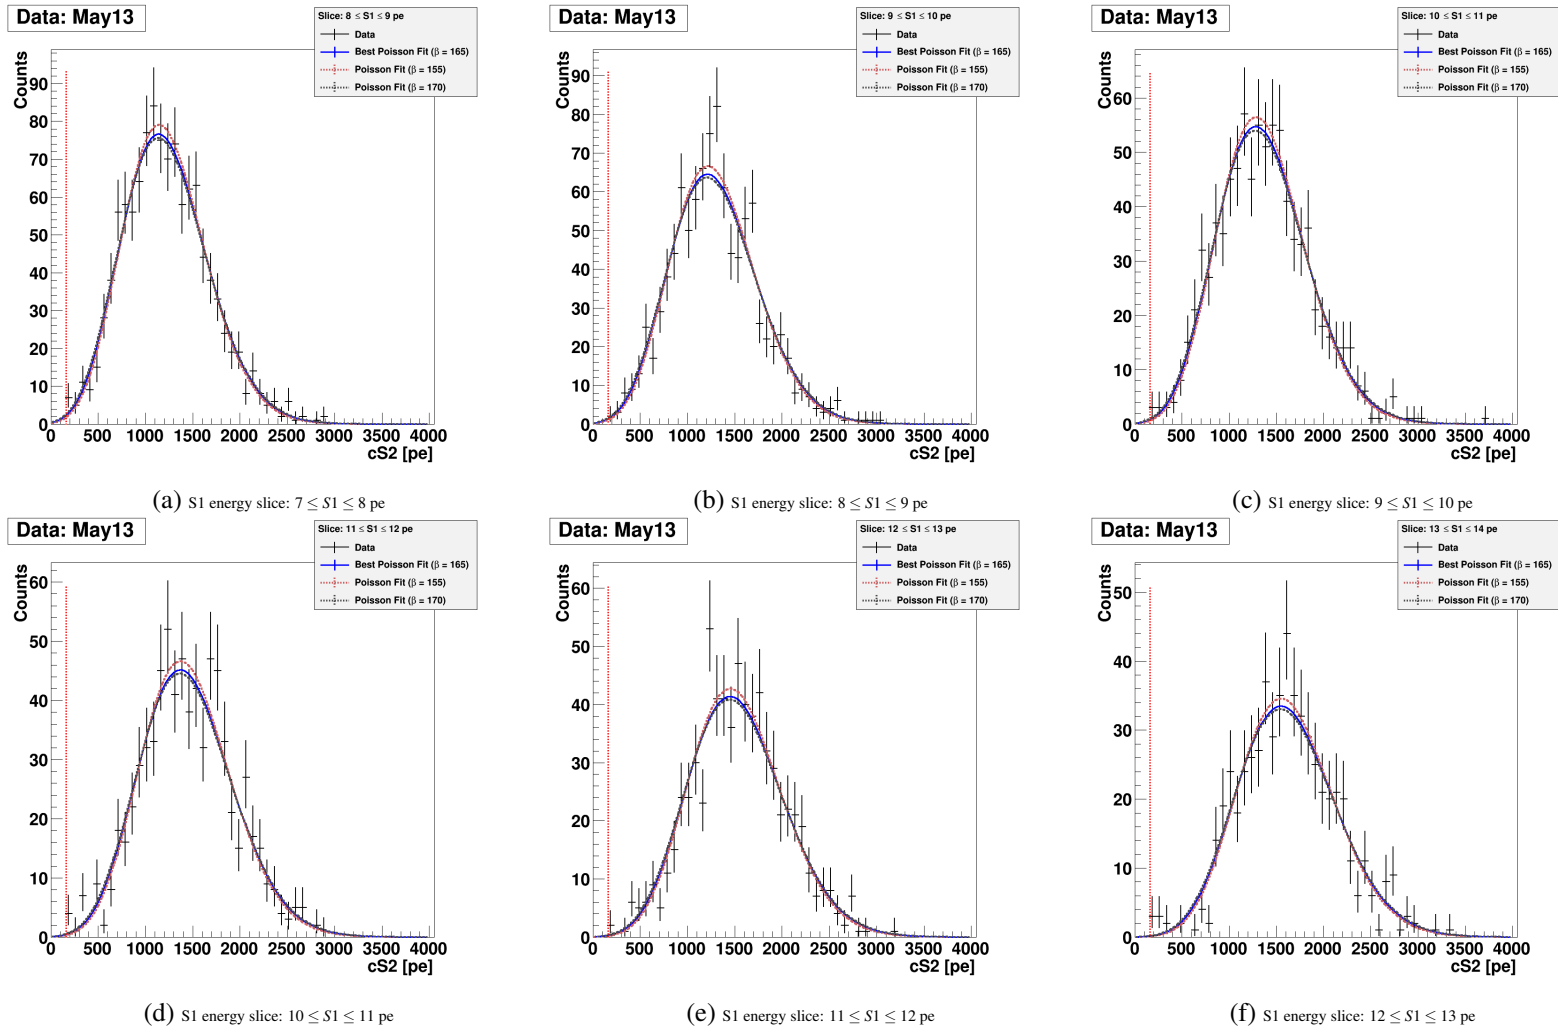 Data: May13
Slice: 8 ≤ S1 ≤ 9 pe
Data
Best Poisson Fit (β = 165)
Poisson Fit (β = 155)
Poisson Fit (β = 170)
Counts
90
80
70
60
50
40
30
20
10
0
0 500 1000 1500 2000 2500 3000 3500 4000
cS2 [pe]
(a) S1 energy slice: 7 ≤ S1 ≤ 8 pe
Data: May13
Slice: 9 ≤ S1 ≤ 10 pe
Data
Best Poisson Fit (β = 165)
Poisson Fit (β = 155)
Poisson Fit (β = 170)
Counts
90
80
70
60
50
40
30
20
10
0
0 500 1000 1500 2000 2500 3000 3500 4000
cS2 [pe]
(b) S1 energy slice: 8 ≤ S1 ≤ 9 pe
Data: May13
Slice: 10 ≤ S1 ≤ 11 pe
Data
Best Poisson Fit (β = 165)
Poisson Fit (β = 155)
Poisson Fit (β = 170)
Counts
60
50
40
30
20
10
0
0 500 1000 1500 2000 2500 3000 3500 4000
cS2 [pe]
(c) S1 energy slice: 9 ≤ S1 ≤ 10 pe
Data: May13
Slice: 11 ≤ S1 ≤ 12 pe
Data
Best Poisson Fit (β = 165)
Poisson Fit (β = 155)
Poisson Fit (β = 170)
Counts
60
50
40
30
20
10
0
0 500 1000 1500 2000 2500 3000 3500 4000
cS2 [pe]
(d) S1 energy slice: 10 ≤ S1 ≤ 11 pe
Data: May13
Slice: 12 ≤ S1 ≤ 13 pe
Data
Best Poisson Fit (β = 165)
Poisson Fit (β = 155)
Poisson Fit (β = 170)
Counts
60
50
40
30
20
10
0
0 500 1000 1500 2000 2500 3000 3500 4000
cS2 [pe]
(e) S1 energy slice: 11 ≤ S1 ≤ 12 pe
Data: May13
Slice: 13 ≤ S1 ≤ 14 pe
Data
Best Poisson Fit (β = 165)
Poisson Fit (β = 155)
Poisson Fit (β = 170)
Counts
50
40
30
20
10
0
0 500 1000 1500 2000 2500 3000 3500 4000
cS2 [pe]
(f) S1 energy slice: 12 ≤ S1 ≤ 13 pe